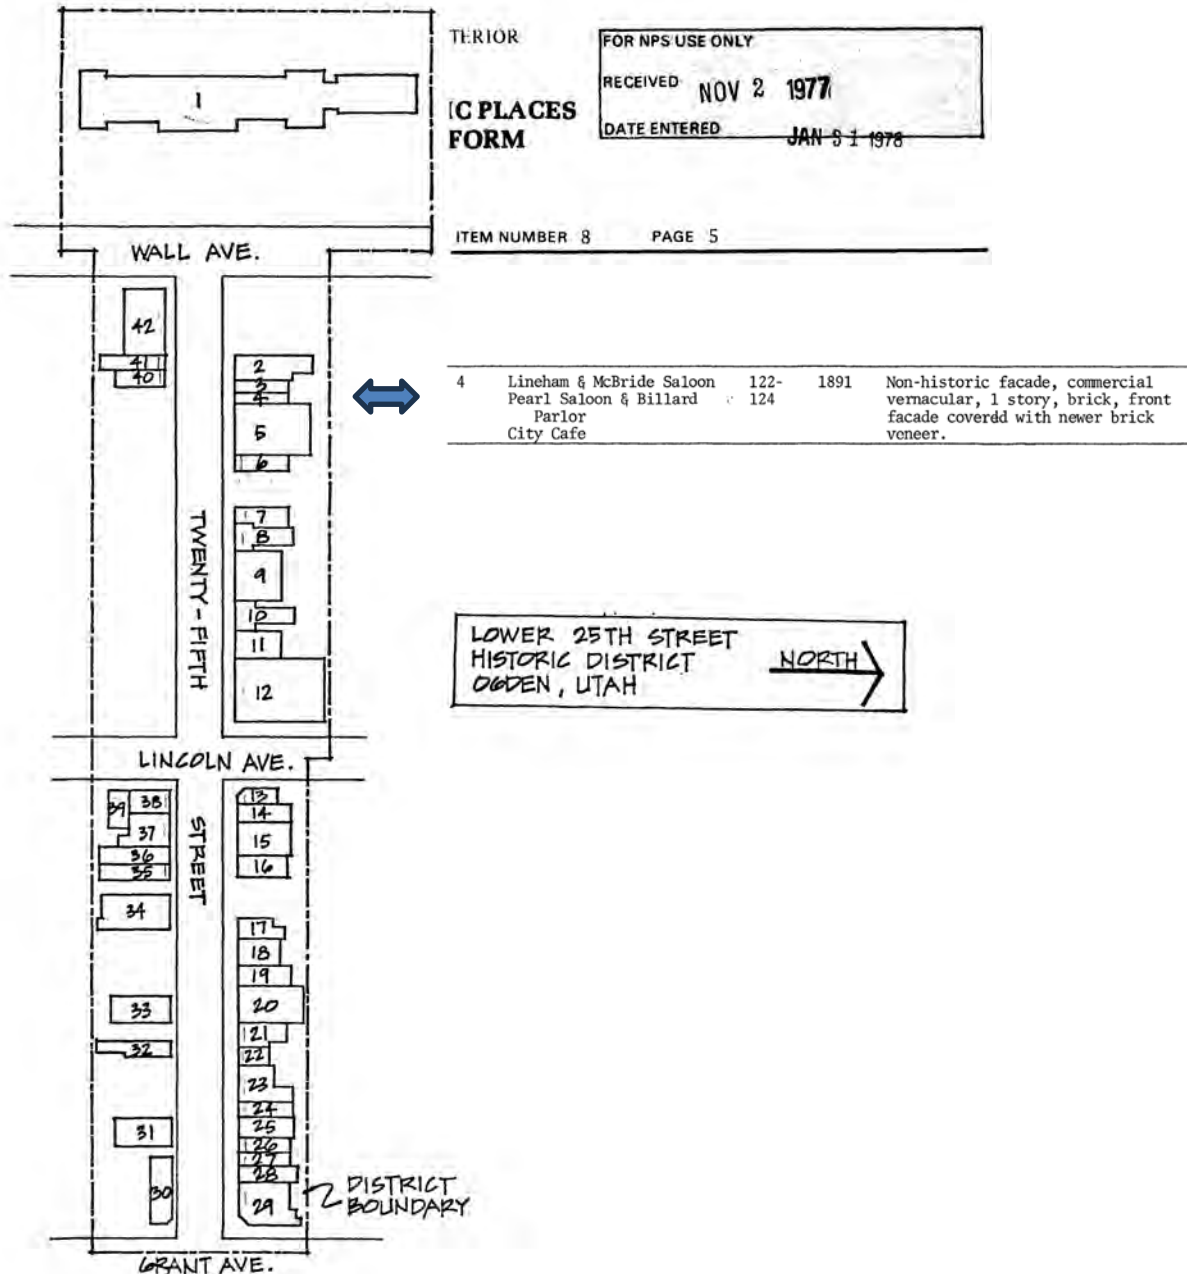 TERIOR
IC PLACES
FORM
FOR NPS USE ONLY
RECEIVED NOV 2 1977
DATE ENTERED JAN 31 1978
ITEM NUMBER 8 PAGE 5
1
WALL AVE.
42
41
40
2
3
4
5
6
4 Lineham & McBride Saloon 122- 1891 Non-historic facade, commercial
Pearl Saloon & Billard 124 vernacular, 1 story, brick, front
Parlor facade coverd with newer brick
City Cafe voneer.
7
8
9
10
11
12
TWENTY-FIFTH
STREET
LOWER 25TH STREET
HISTORIC DISTRICT
OGDEN, UTAH
NORTH
LINCOLN AVE.
39
38
37
36
35
34
33
32
31
30
13
14
15
16
17
18
19
20
21
22
23
24
25
26
27
28
29
DISTRICT
BOUNDARY
GRANT AVE.